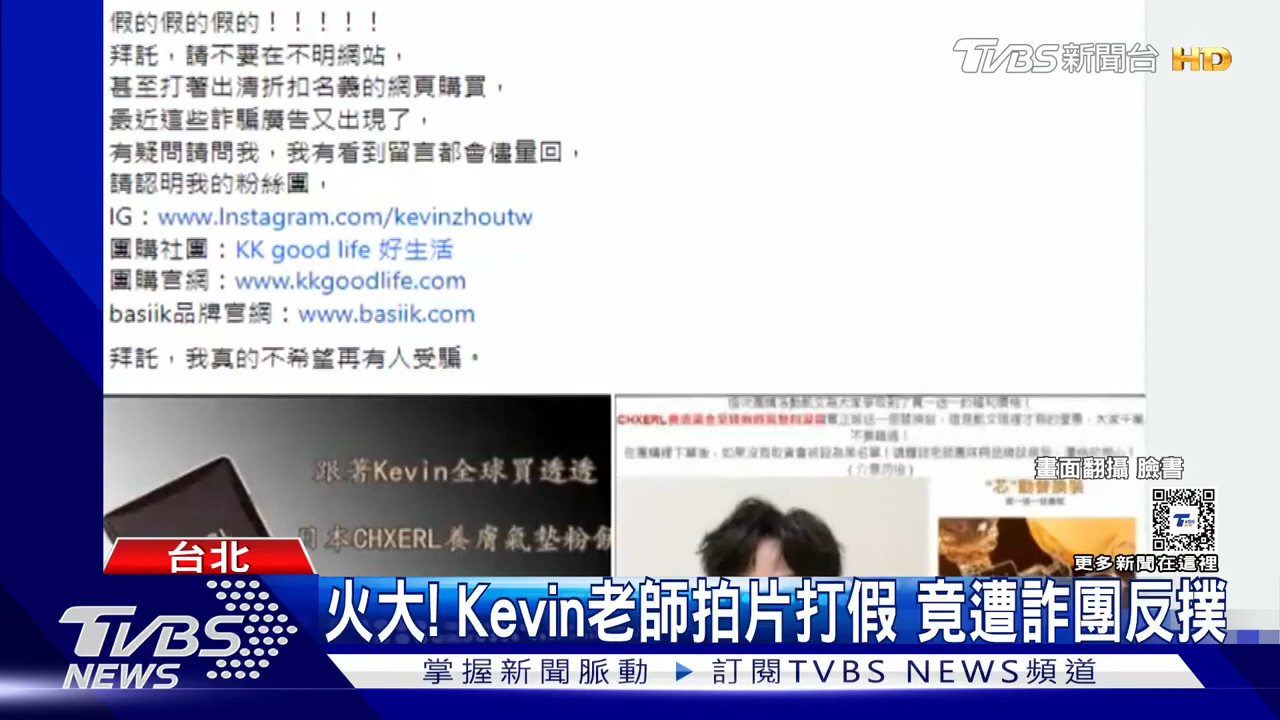 假的假的假的！！！！！
拜託，請不要在不明網站，
甚至打著出清折扣名義的網頁購買，
最近這些詐騙廣告又出現了，
有疑問請問我，我有看到留言都會儘量回，
請認明我的粉絲團，
IG：www.Instagram.com/kevinzhoutw
團購社團：KK good life 好生活
團購官網：www.kkgoodlife.com
basiik品牌官網：www.basiik.com
拜託，我真的不希望再有人受騙。
TVBS新聞台 HD
跟著Kevin全球買透透
日本CHXERL養膚氣墊粉
CHXERL
不要錯過！
畫面翻攝 臉書
更多新聞在這裡
台北
火大! Kevin老師拍片打假 竟遭詐團反撲
TVBS NEWS
掌握新聞脈動 ▶ 訂閱TVBS NEWS頻道